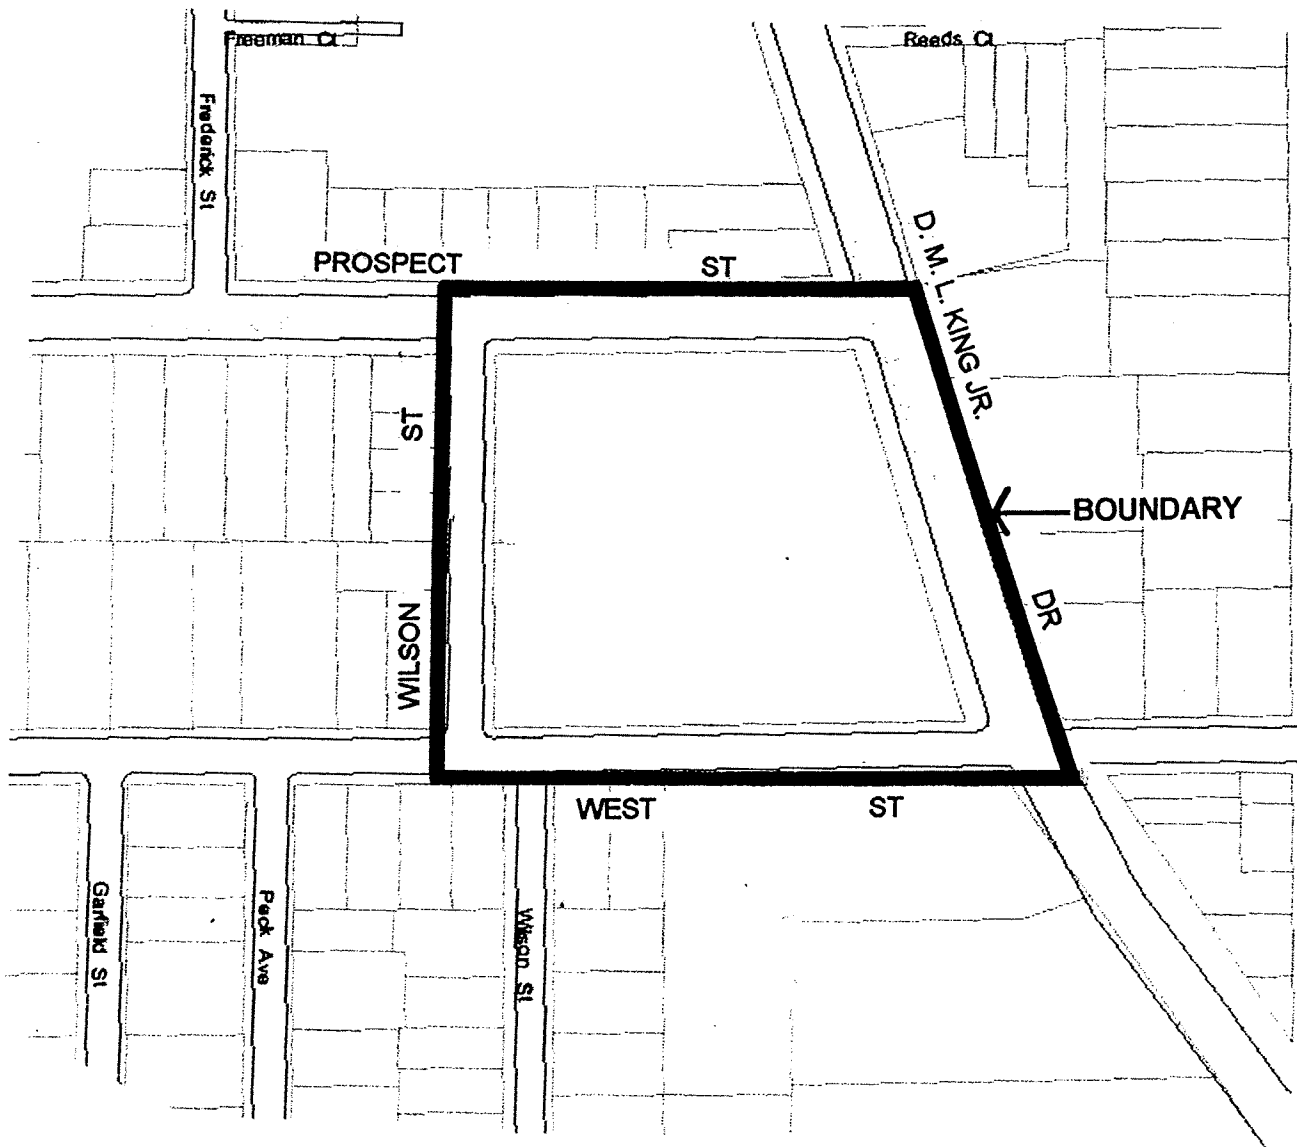 Freeman Ct
Reeds Ct
Frederick St
PROSPECT ST
D. M. L. KING JR. DR
WILSON ST
BOUNDARY
WEST ST
Garfield St
Peck Ave
Wilson St